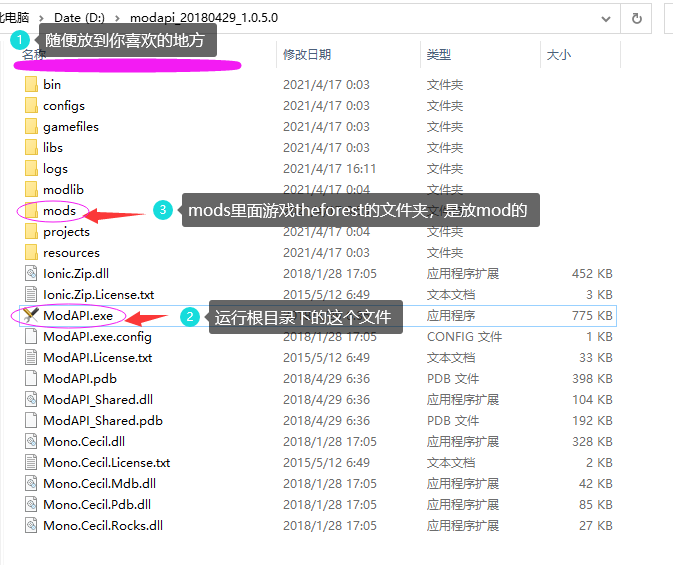 比电脑 > Date (D:) > modapi_20180429_1.0.5.0
1 随便放到你喜欢的地方
名称 修改日期 类型 大小
bin 2021/4/17 0:03 文件夹
configs 2021/4/17 0:03 文件夹
gamefiles 2021/4/17 0:03 文件夹
libs 2021/4/17 0:03 文件夹
logs 2021/4/17 16:11 文件夹
modlib 2021/4/17 0:04 文件夹
mods 3 mods里面游戏theforest的文件夹，是放mod的
projects 2021/4/17 0:04 文件夹
resources 2021/4/17 0:03 文件夹
Ionic.Zip.dll 2018/1/28 17:05 应用程序扩展 452 KB
Ionic.Zip.License.txt 2015/5/12 6:49 文本文档 3 KB
ModAPI.exe 2 运行根目录下的这个文件 应用程序 775 KB
ModAPI.exe.config 2018/1/28 17:05 CONFIG 文件 1 KB
ModAPI.License.txt 2015/5/12 6:49 文本文档 33 KB
ModAPI.pdb 2018/4/29 6:36 PDB 文件 398 KB
ModAPI_Shared.dll 2018/4/29 6:36 应用程序扩展 104 KB
ModAPI_Shared.pdb 2018/4/29 6:36 PDB 文件 192 KB
Mono.Cecil.dll 2018/1/28 17:05 应用程序扩展 328 KB
Mono.Cecil.License.txt 2015/5/12 6:49 文本文档 2 KB
Mono.Cecil.Mdb.dll 2018/1/28 17:05 应用程序扩展 42 KB
Mono.Cecil.Pdb.dll 2018/1/28 17:05 应用程序扩展 85 KB
Mono.Cecil.Rocks.dll 2018/1/28 17:05 应用程序扩展 27 KB